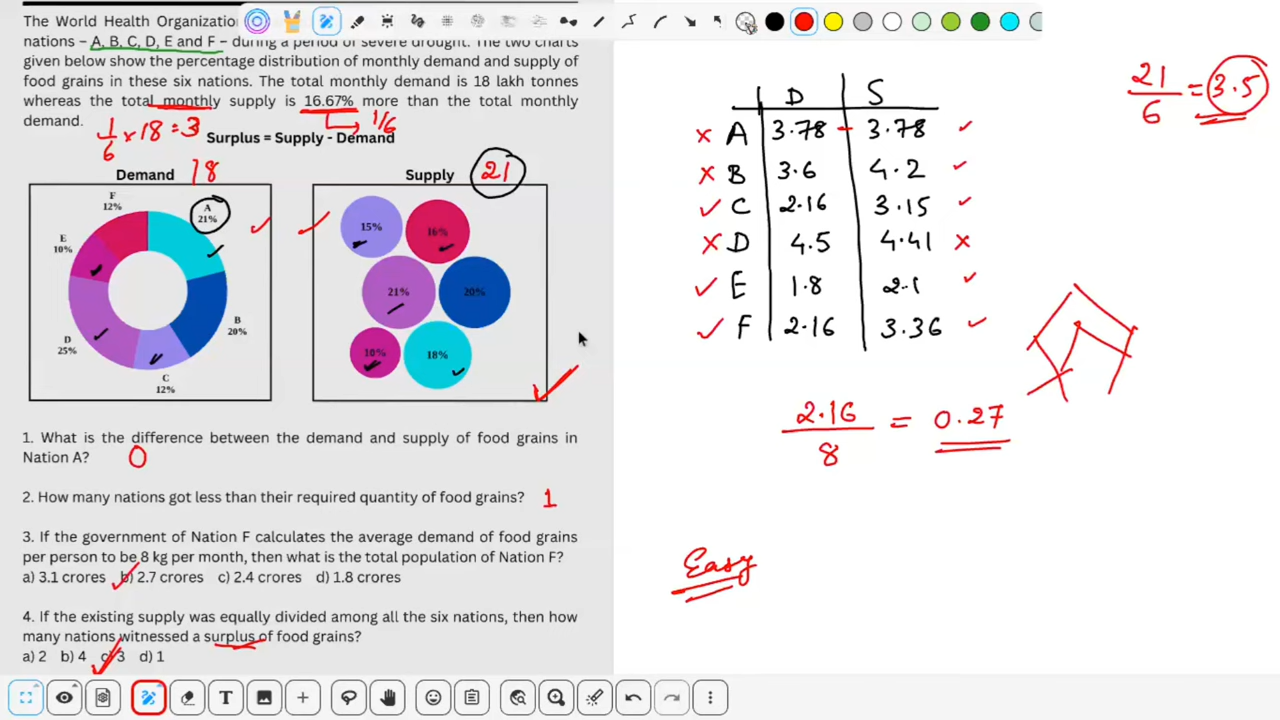 The World Health Organization
nations – A, B, C, D, E and F – during a period of severe drought. The two charts
given below show the percentage distribution of monthly demand and supply of
food grains in these six nations. The total monthly demand is 18 lakh tonnes
whereas the total monthly supply is 16.67% more than the total monthly
demand.
1/6 × 18 = 3
1/6
Surplus = Supply - Demand
Demand 18
Supply 21
F
12%
A
21%
E
10%
B
20%
D
25%
C
12%
15%
16%
21%
20%
10%
18%
1. What is the difference between the demand and supply of food grains in
Nation A? 0
2. How many nations got less than their required quantity of food grains? 1
3. If the government of Nation F calculates the average demand of food grains
per person to be 8 kg per month, then what is the total population of Nation F?
a) 3.1 crores b) 2.7 crores c) 2.4 crores d) 1.8 crores
4. If the existing supply was equally divided among all the six nations, then how
many nations witnessed a surplus of food grains?
a) 2 b) 4 c) 3 d) 1
D S
A 3.78 - 3.78
B 3.6 4.2
C 2.16 3.15
D 4.5 4.41
E 1.8 2.1
F 2.16 3.36
21/6 = 3.5
2.16/8 = 0.27
Easy
T